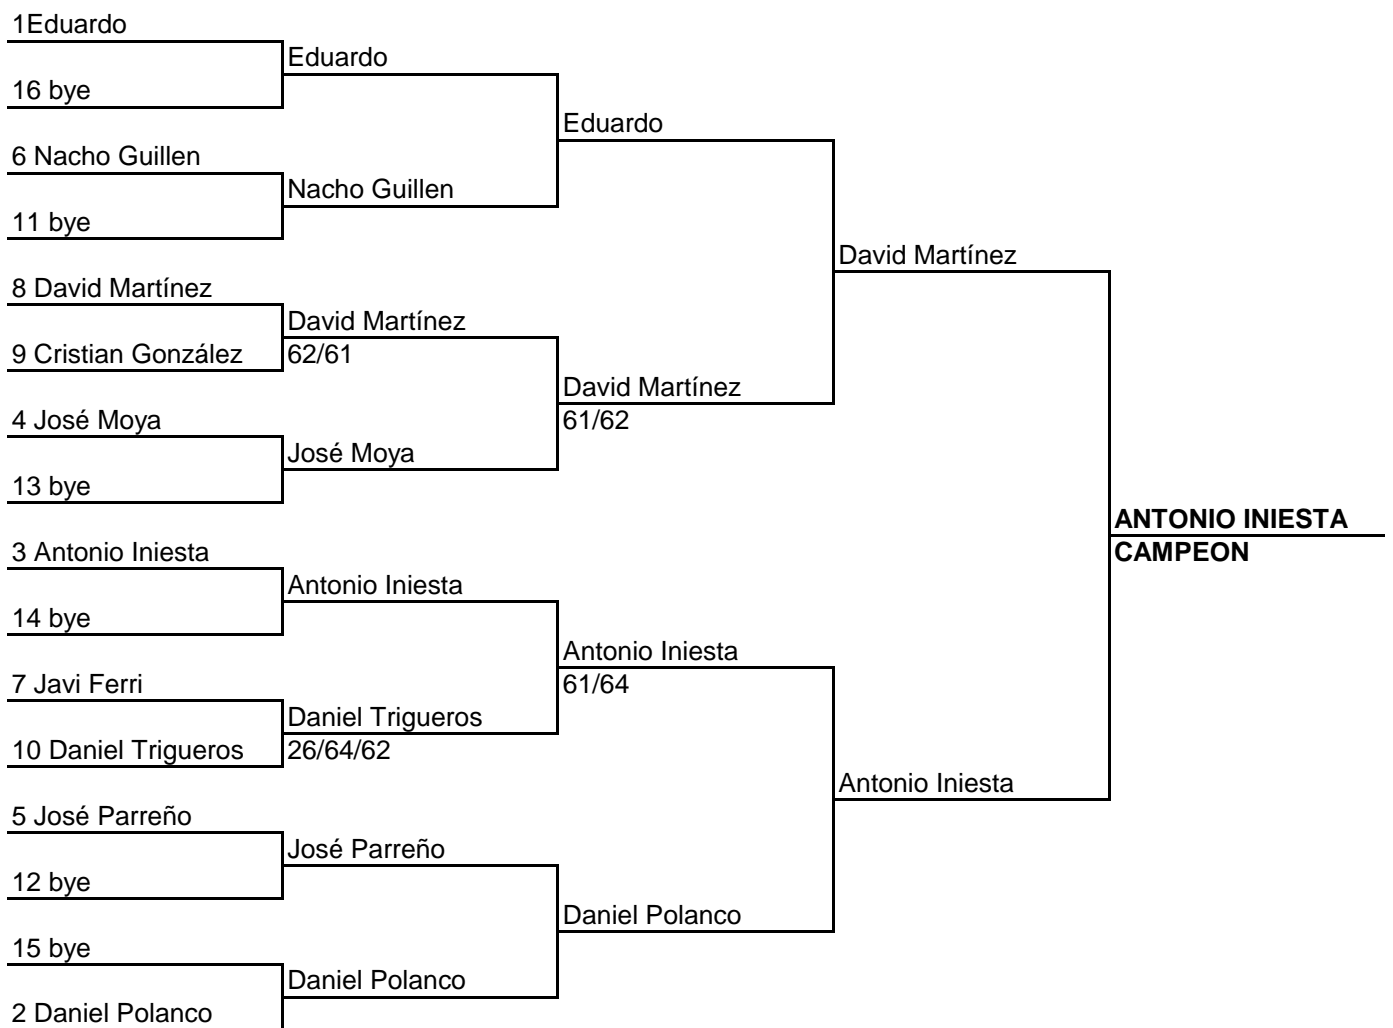 1Eduardo
Eduardo
16 bye
Eduardo
6 Nacho Guillen
Nacho Guillen
11 bye
David Martínez
8 David Martínez
David Martínez
9 Cristian González
62/61
David Martínez
4 José Moya
61/62
José Moya
13 bye
ANTONIO INIESTA
3 Antonio Iniesta
CAMPEON
Antonio Iniesta
14 bye
Antonio Iniesta
7 Javi Ferri
61/64
Daniel Trigueros
10 Daniel Trigueros
26/64/62
Antonio Iniesta
5 José Parreño
José Parreño
12 bye
Daniel Polanco
15 bye
Daniel Polanco
2 Daniel Polanco